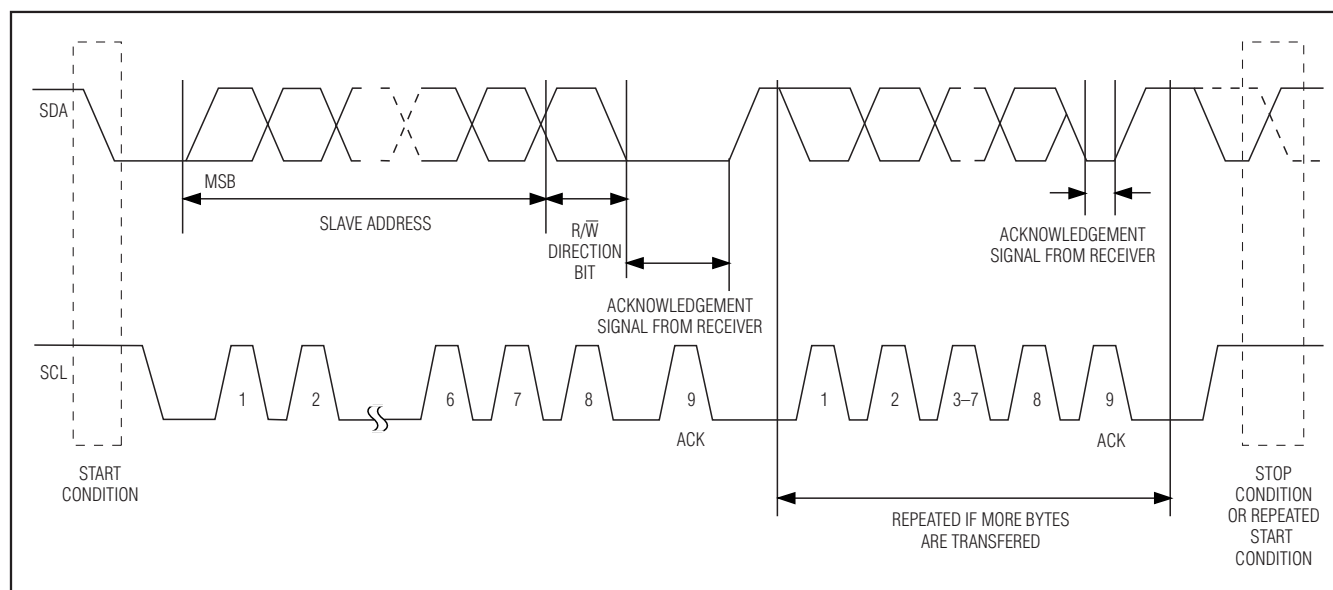 SDA
MSB
SLAVE ADDRESS
R/W̅
DIRECTION
BIT
ACKNOWLEDGEMENT
SIGNAL FROM RECEIVER
ACKNOWLEDGEMENT
SIGNAL FROM RECEIVER
SCL
1 2 6 7 8 9 1 2 3–7 8 9
ACK ACK
START
CONDITION
REPEATED IF MORE BYTES
ARE TRANSFERED
STOP
CONDITION
OR REPEATED
START
CONDITION